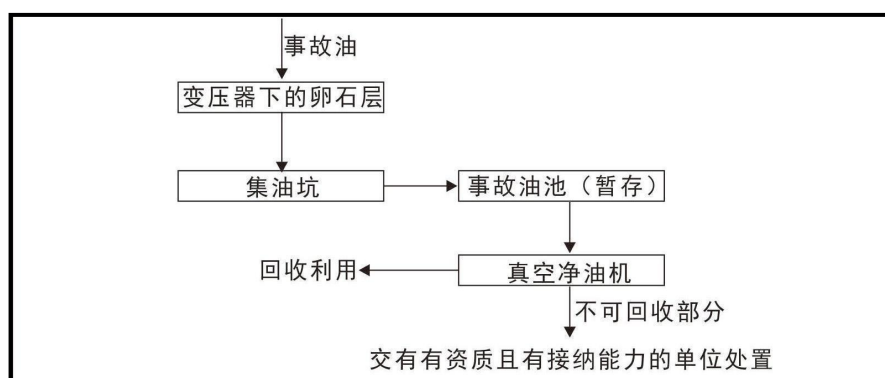 事故油
变压器下的卵石层
集油坑
事故油池（暂存）
真空净油机
回收利用
不可回收部分
交有有资质且有接纳能力的单位处置